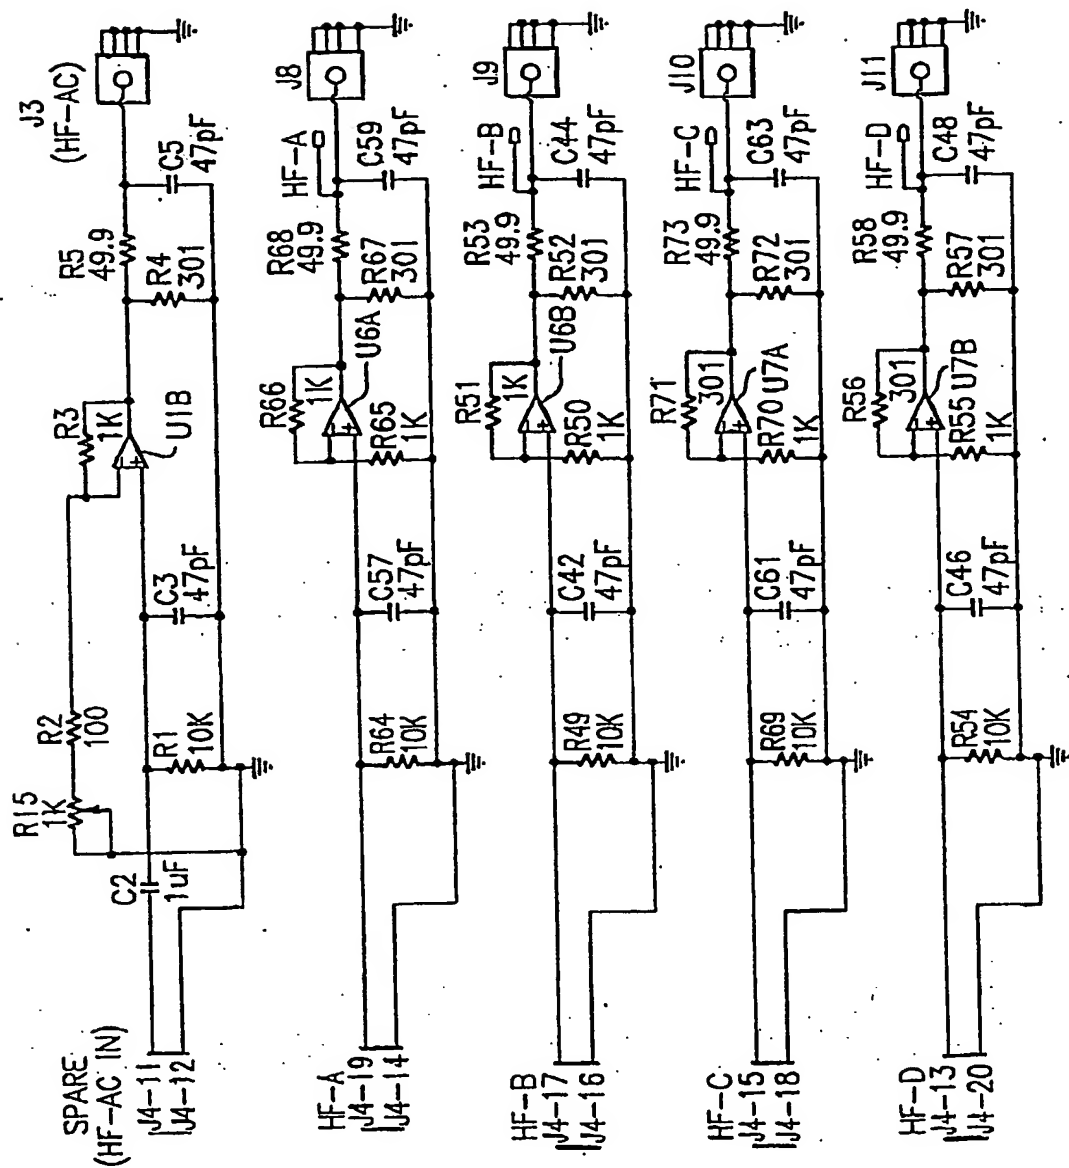 SPARE
(HF-AC IN)
J4-11
J4-12
C2
1uF
R15
1K
R2
100
R1
10K
C3
47pF
R3
1K
U1B
R5
49.9
R4
301
C5
47pF
J3
(HF-AC)
HF-A
J4-19
J4-14
R64
10K
C57
47pF
R66
1K
U6A
R65
1K
R68
49.9
R67
301
HF-A
C59
47pF
J8
HF-B
J4-17
J4-16
R49
10K
C42
47pF
R51
1K
U6B
R50
1K
R53
49.9
R52
301
HF-B
C44
47pF
J9
HF-C
J4-15
J4-18
R69
10K
C61
47pF
R71
301
U7A
R70
1K
R73
49.9
R72
301
HF-C
C63
47pF
J10
HF-D
J4-13
J4-20
R54
10K
C46
47pF
R56
301
U7B
R55
1K
R58
49.9
R57
301
HF-D
C48
47pF
J11